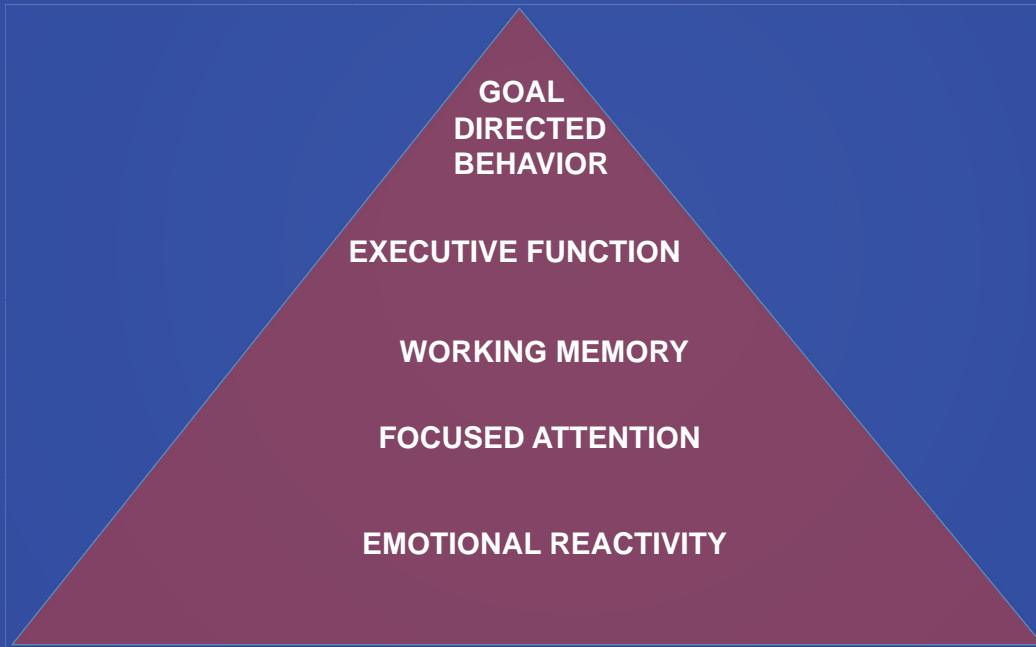 GOAL
DIRECTED
BEHAVIOR
EXECUTIVE FUNCTION
WORKING MEMORY
FOCUSED ATTENTION
EMOTIONAL REACTIVITY